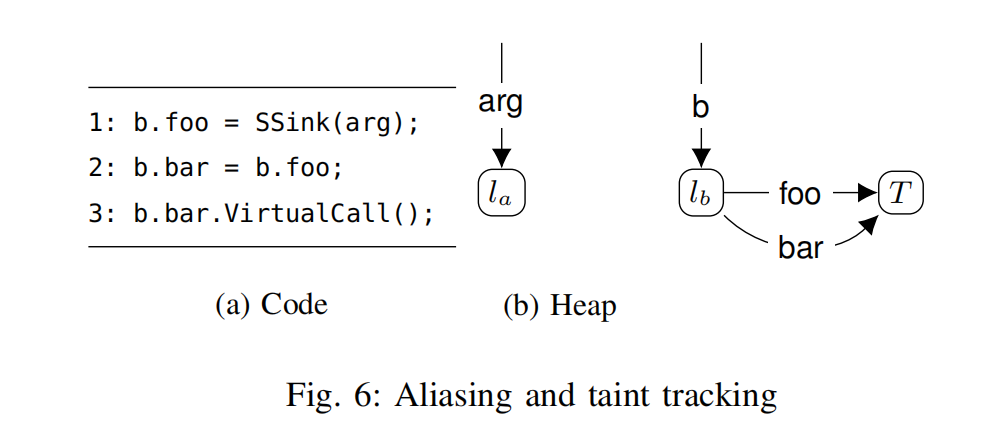 1: b.foo = SSink(arg);
2: b.bar = b.foo;
3: b.bar.VirtualCall();
(a) Code
arg
l_a
b
l_b
foo
bar
T
(b) Heap
Fig. 6: Aliasing and taint tracking